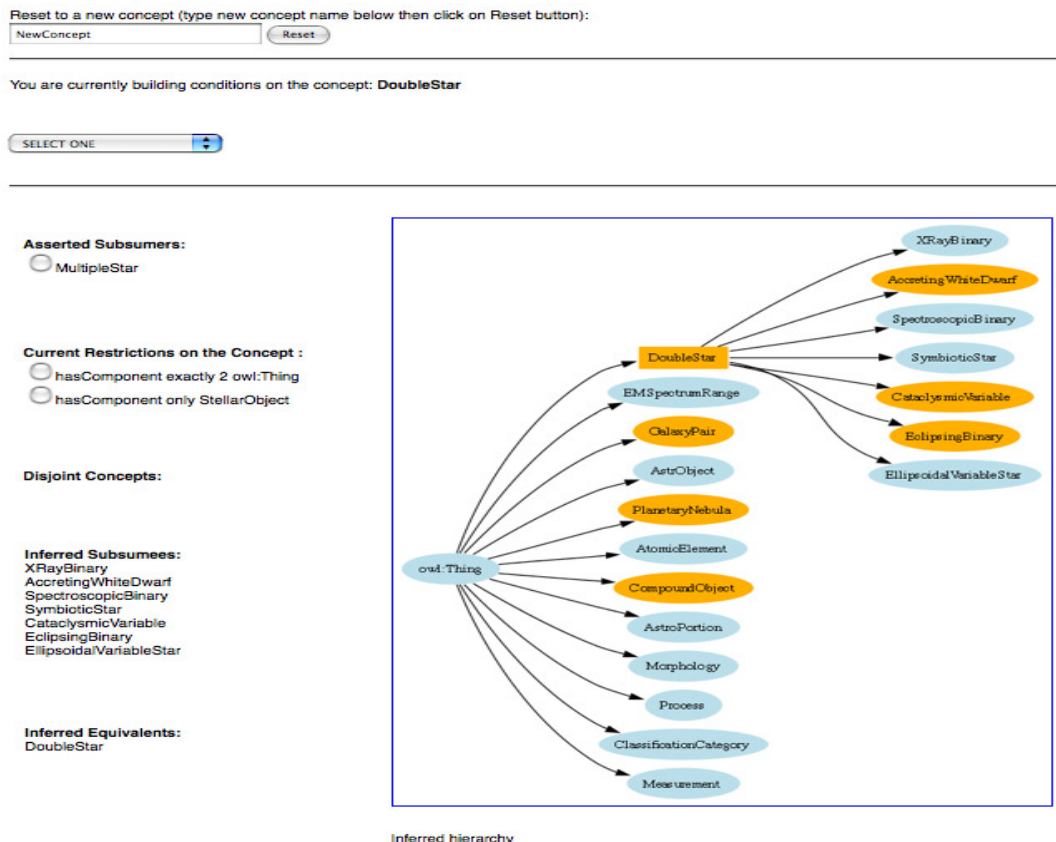 Reset to a new concept (type new concept name below then click on Reset button):
NewConcept Reset
You are currently building conditions on the concept: DoubleStar
SELECT ONE
Asserted Subsumers:
MultipleStar
Current Restrictions on the Concept :
hasComponent exactly 2 owl:Thing
hasComponent only StellarObject
Disjoint Concepts:
Inferred Subsumees:
XRayBinary
AccretingWhiteDwarf
SpectroscopicBinary
SymbioticStar
CataclysmicVariable
EclipsingBinary
EllipsoidalVariableStar
Inferred Equivalents:
DoubleStar
owl:Thing
DoubleStar
EMSpectrumRange
GalaxyPair
AstrObject
PlanetaryNebula
AtomicElement
CompoundObject
AstroPortion
Morphology
Process
ClassificationCategory
Measurement
XRayBinary
AccretingWhiteDwarf
SpectroscopicBinary
SymbioticStar
CataclysmicVariable
EclipsingBinary
EllipsoidalVariableStar
Inferred hierarchy